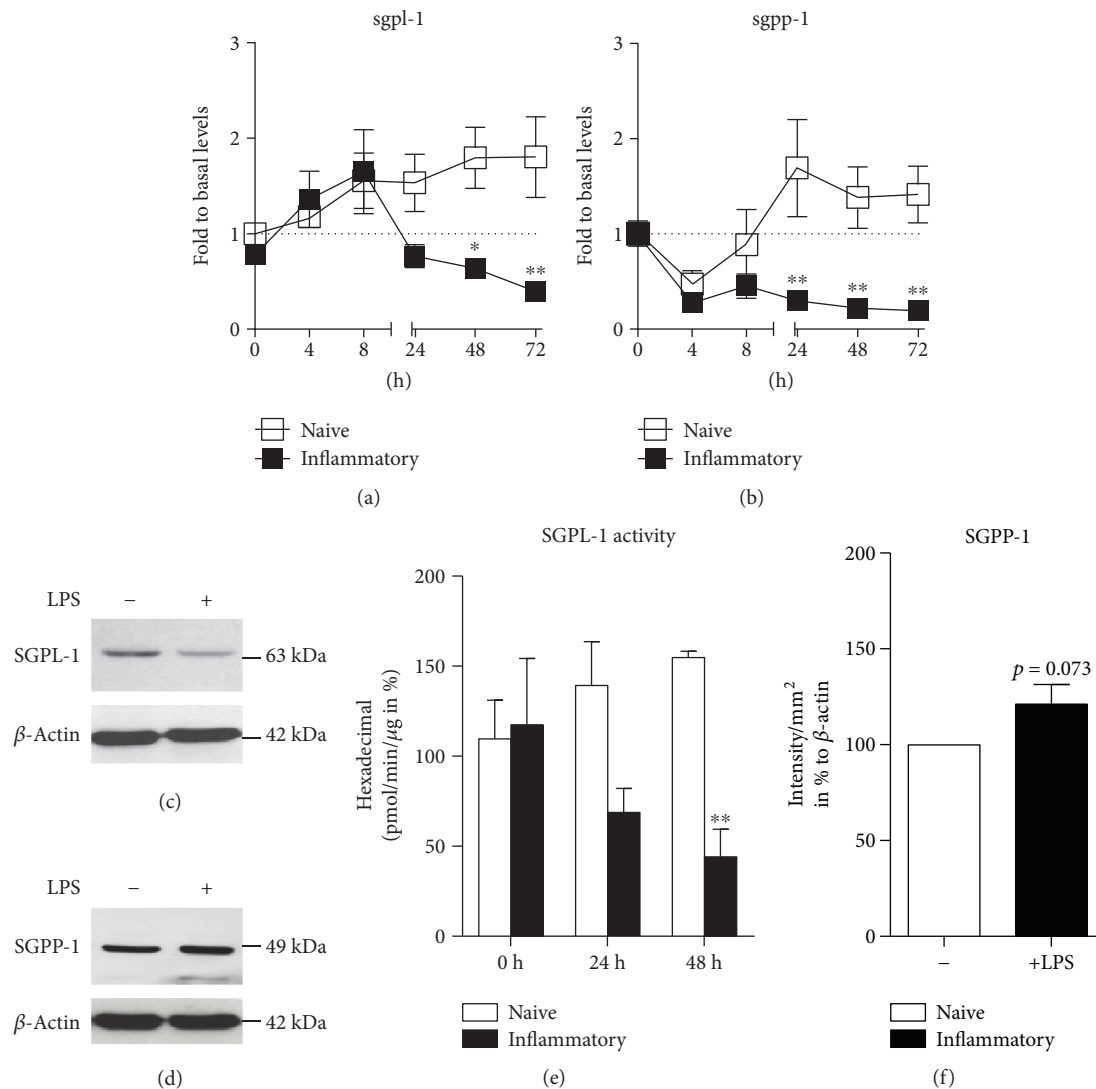 sgpl-1
3
2
1
0
Fold to basal levels
0 4 8 24 48 72
(h)
*
**
Naive
Inflammatory
(a)
sgpp-1
3
2
1
0
Fold to basal levels
0 4 8 24 48 72
(h)
** ** **
Naive
Inflammatory
(b)
LPS − +
SGPL-1 63 kDa
β-Actin 42 kDa
(c)
LPS − +
SGPP-1 49 kDa
β-Actin 42 kDa
(d)
SGPL-1 activity
200
150
100
50
0
Hexadecimal
(pmol/min/μg in %)
**
0 h 24 h 48 h
Naive
Inflammatory
(e)
SGPP-1
200
150
100
50
0
Intensity/mm²
in % to β-actin
p = 0.073
− +LPS
Naive
Inflammatory
(f)